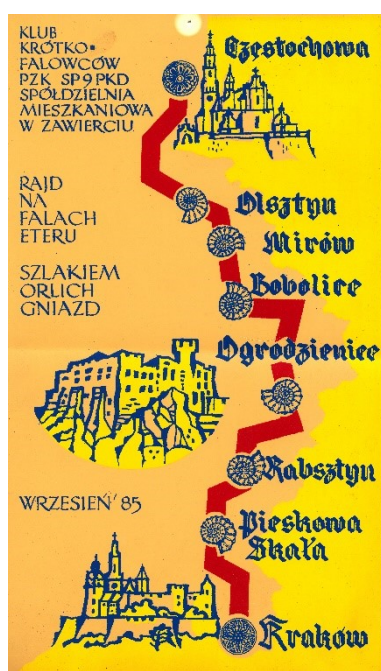 KLUB
KRÓTKO=
FALOWCÓW
PZK SP9PKD
SPÓŁDZIELNIA
MIESZKANIOWA
W ZAWIERCIU
RAJD
NA
FALACH
ETERU
SZLAKIEM
ORLICH
GNIAZD
WRZESIEŃ' 85
Częstochowa
Olsztyn
Mirów
Bobolice
Ogrodzieniec
Rabsztyn
Pieskowa
Skała
Kraków